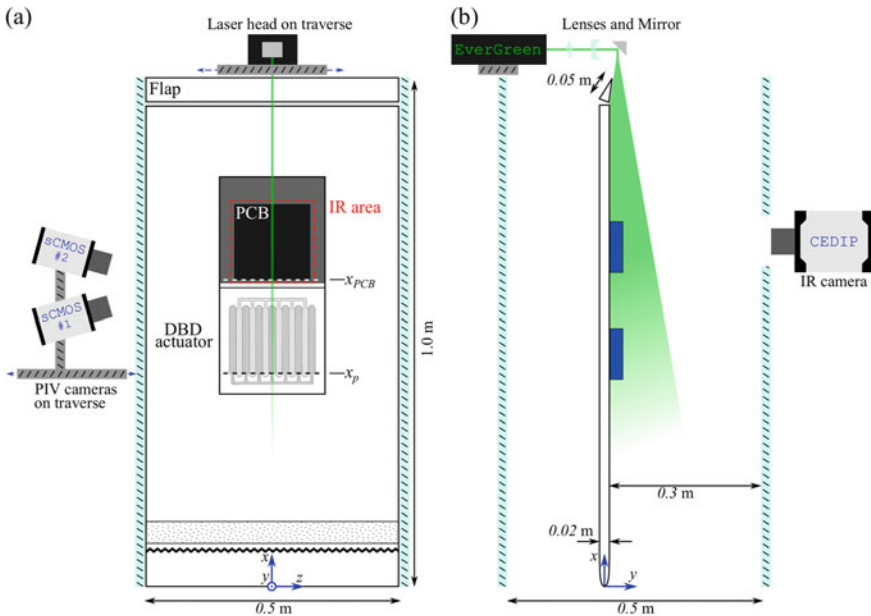 (a)
Laser head on traverse
Flap
IR area
PCB
x_PCB
sCMOS
#2
sCMOS
#1
DBD
actuator
x_p
PIV cameras
on traverse
1.0 m
x
y
z
0.5 m
(b)
Lenses and Mirror
EverGreen
0.05 m
CEDIP
IR camera
0.3 m
0.02 m
x
y
0.5 m